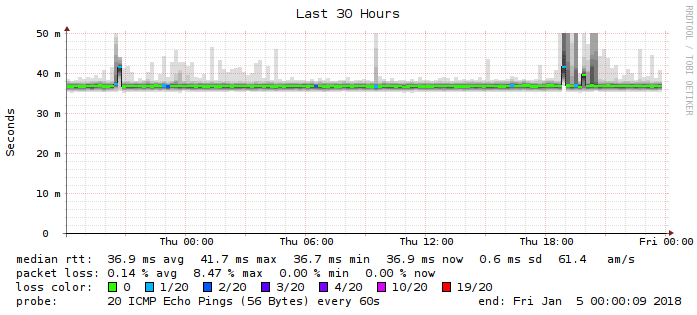 Last 30 Hours
RRDTOOL / TOBI OETIKER
Seconds
50 m
40 m
30 m
20 m
10 m
0
Thu 00:00 Thu 06:00 Thu 12:00 Thu 18:00 Fri 00:00
median rtt: 36.9 ms avg 41.7 ms max 36.7 ms min 36.9 ms now 0.6 ms sd 61.4 am/s
packet loss: 0.14 % avg 8.47 % max 0.00 % min 0.00 % now
loss color: 0 1/20 2/20 3/20 4/20 10/20 19/20
probe: 20 ICMP Echo Pings (56 Bytes) every 60s end: Fri Jan 5 00:00:09 2018